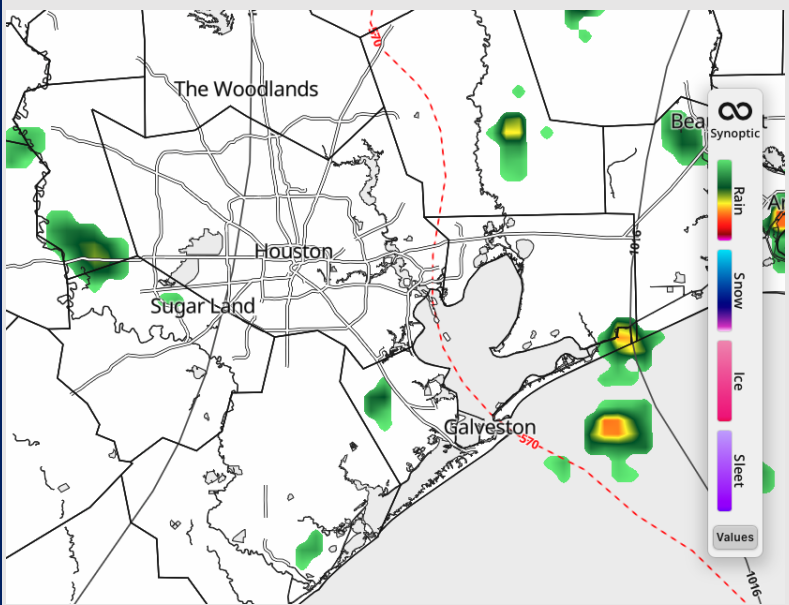 570
The Woodlands
Synoptic
Rain
1016
Houston
Snow
Sugar Land
Ice
Galveston
570
Sleet
Values
1016